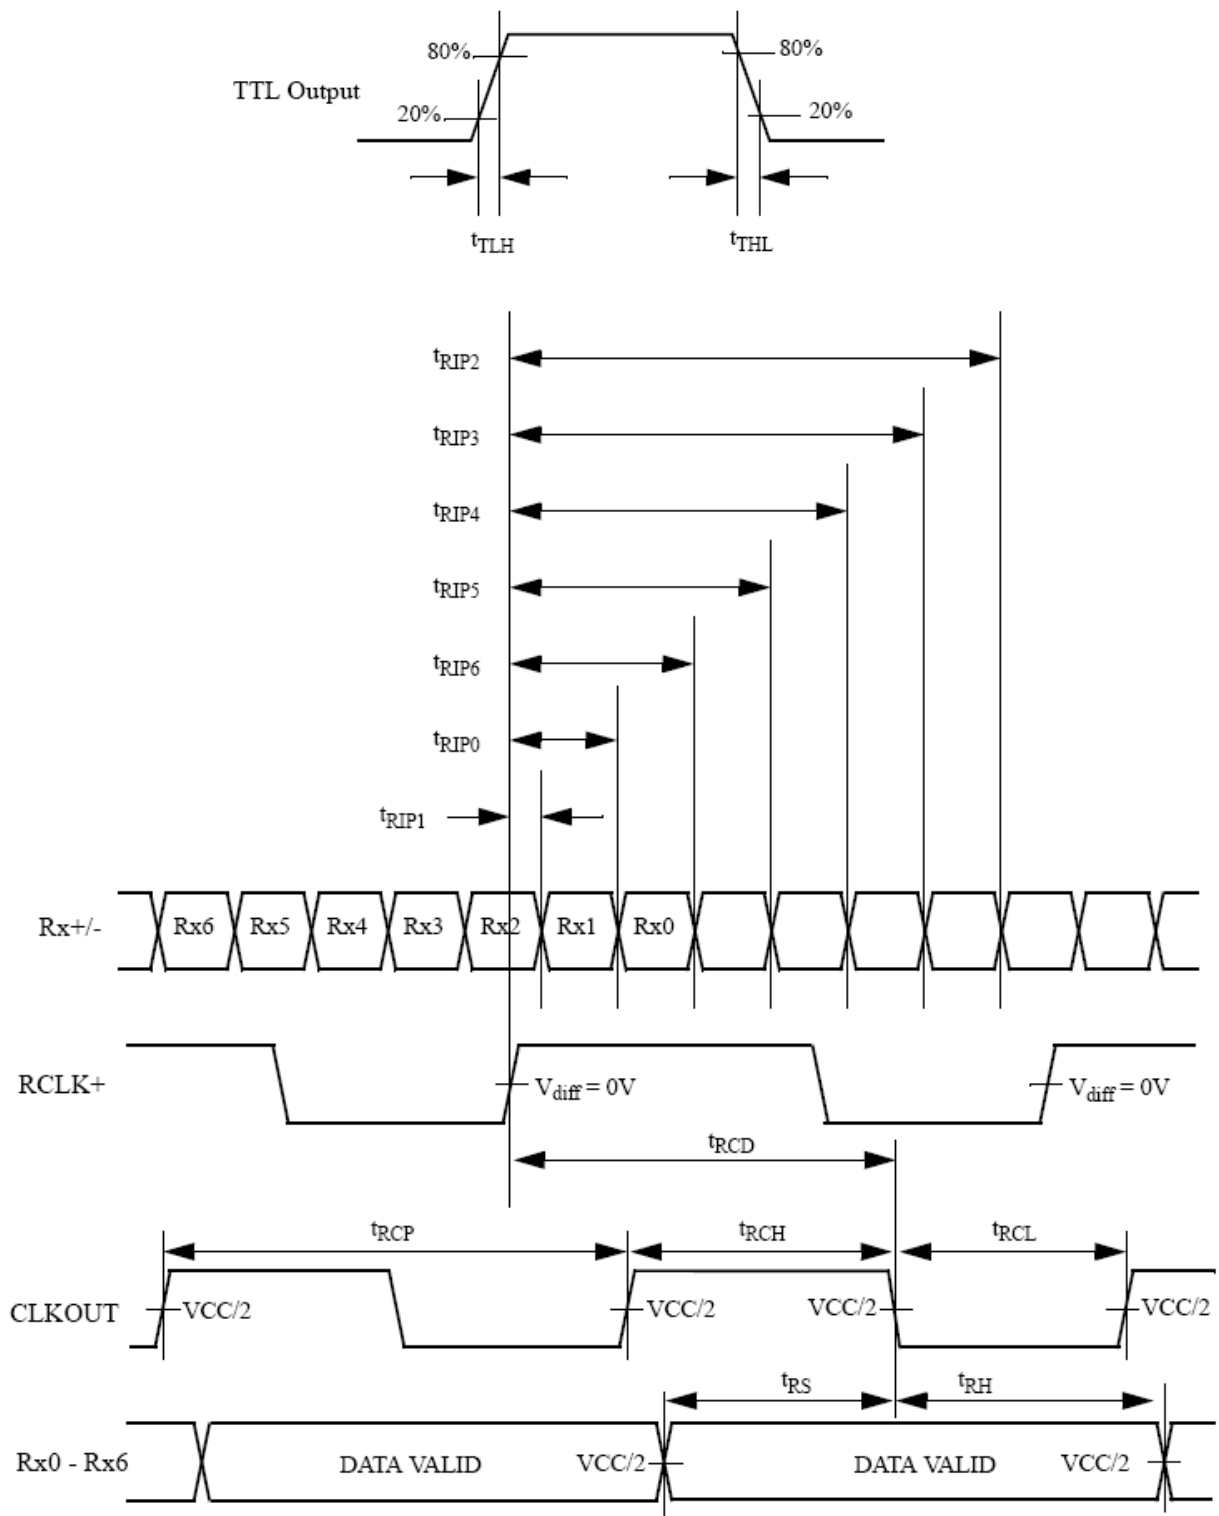 80%
80%
TTL Output
20%
20%
tTLH
tTHL
tRIP2
tRIP3
tRIP4
tRIP5
tRIP6
tRIP0
tRIP1
Rx+/-
Rx6
Rx5
Rx4
Rx3
Rx2
Rx1
Rx0
RCLK+
Vdiff = 0V
Vdiff = 0V
tRCD
tRCP
tRCH
tRCL
CLKOUT
VCC/2
VCC/2
VCC/2
VCC/2
tRS
tRH
Rx0 - Rx6
DATA VALID
VCC/2
DATA VALID
VCC/2